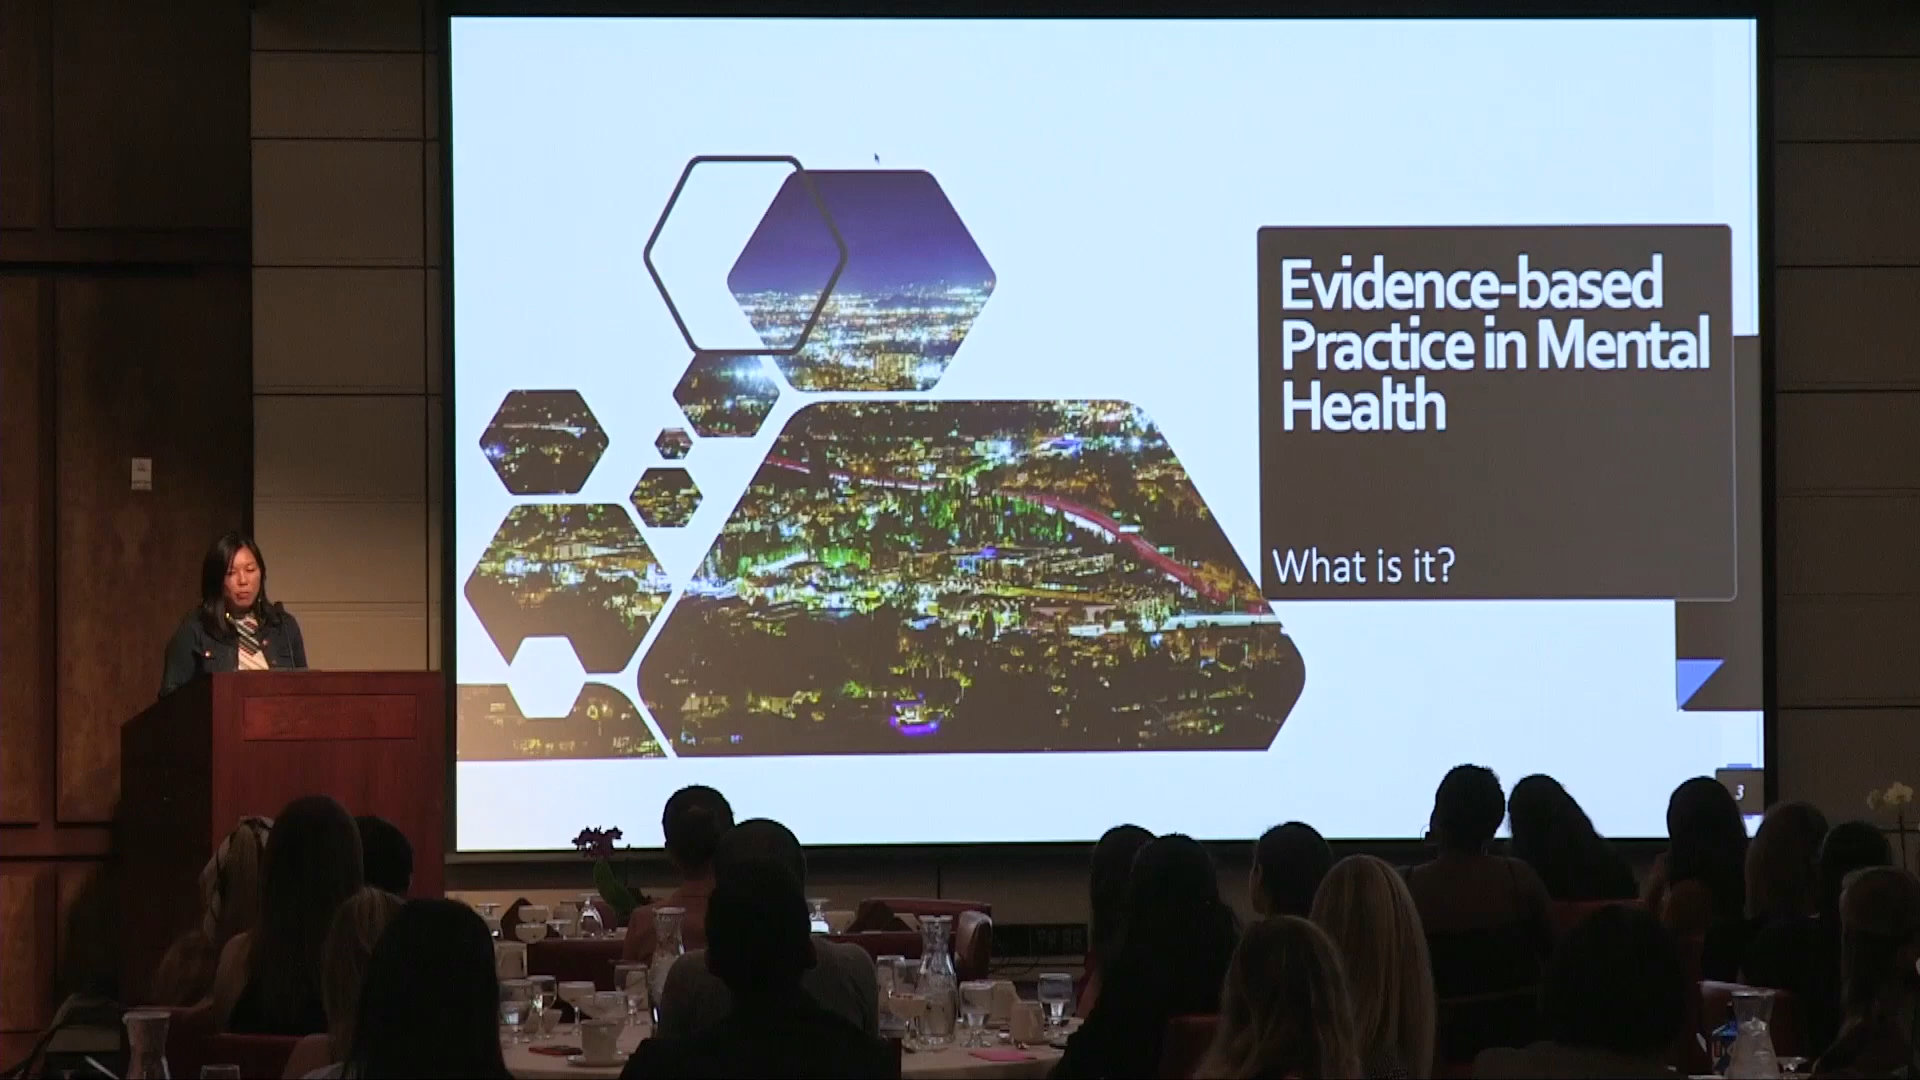 Evidence-based
Practice in Mental
Health
What is it?
3